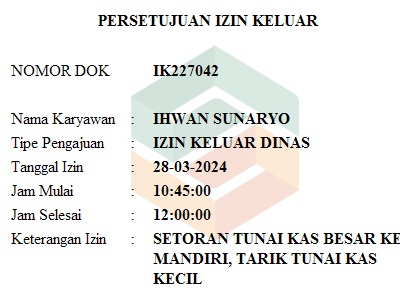 PERSETUJUAN IZIN KELUAR
NOMOR DOK IK227042
Nama Karyawan : IHWAN SUNARYO
Tipe Pengajuan : IZIN KELUAR DINAS
Tanggal Izin : 28-03-2024
Jam Mulai : 10:45:00
Jam Selesai : 12:00:00
Keterangan Izin : SETORAN TUNAI KAS BESAR KE
MANDIRI, TARIK TUNAI KAS
KECIL